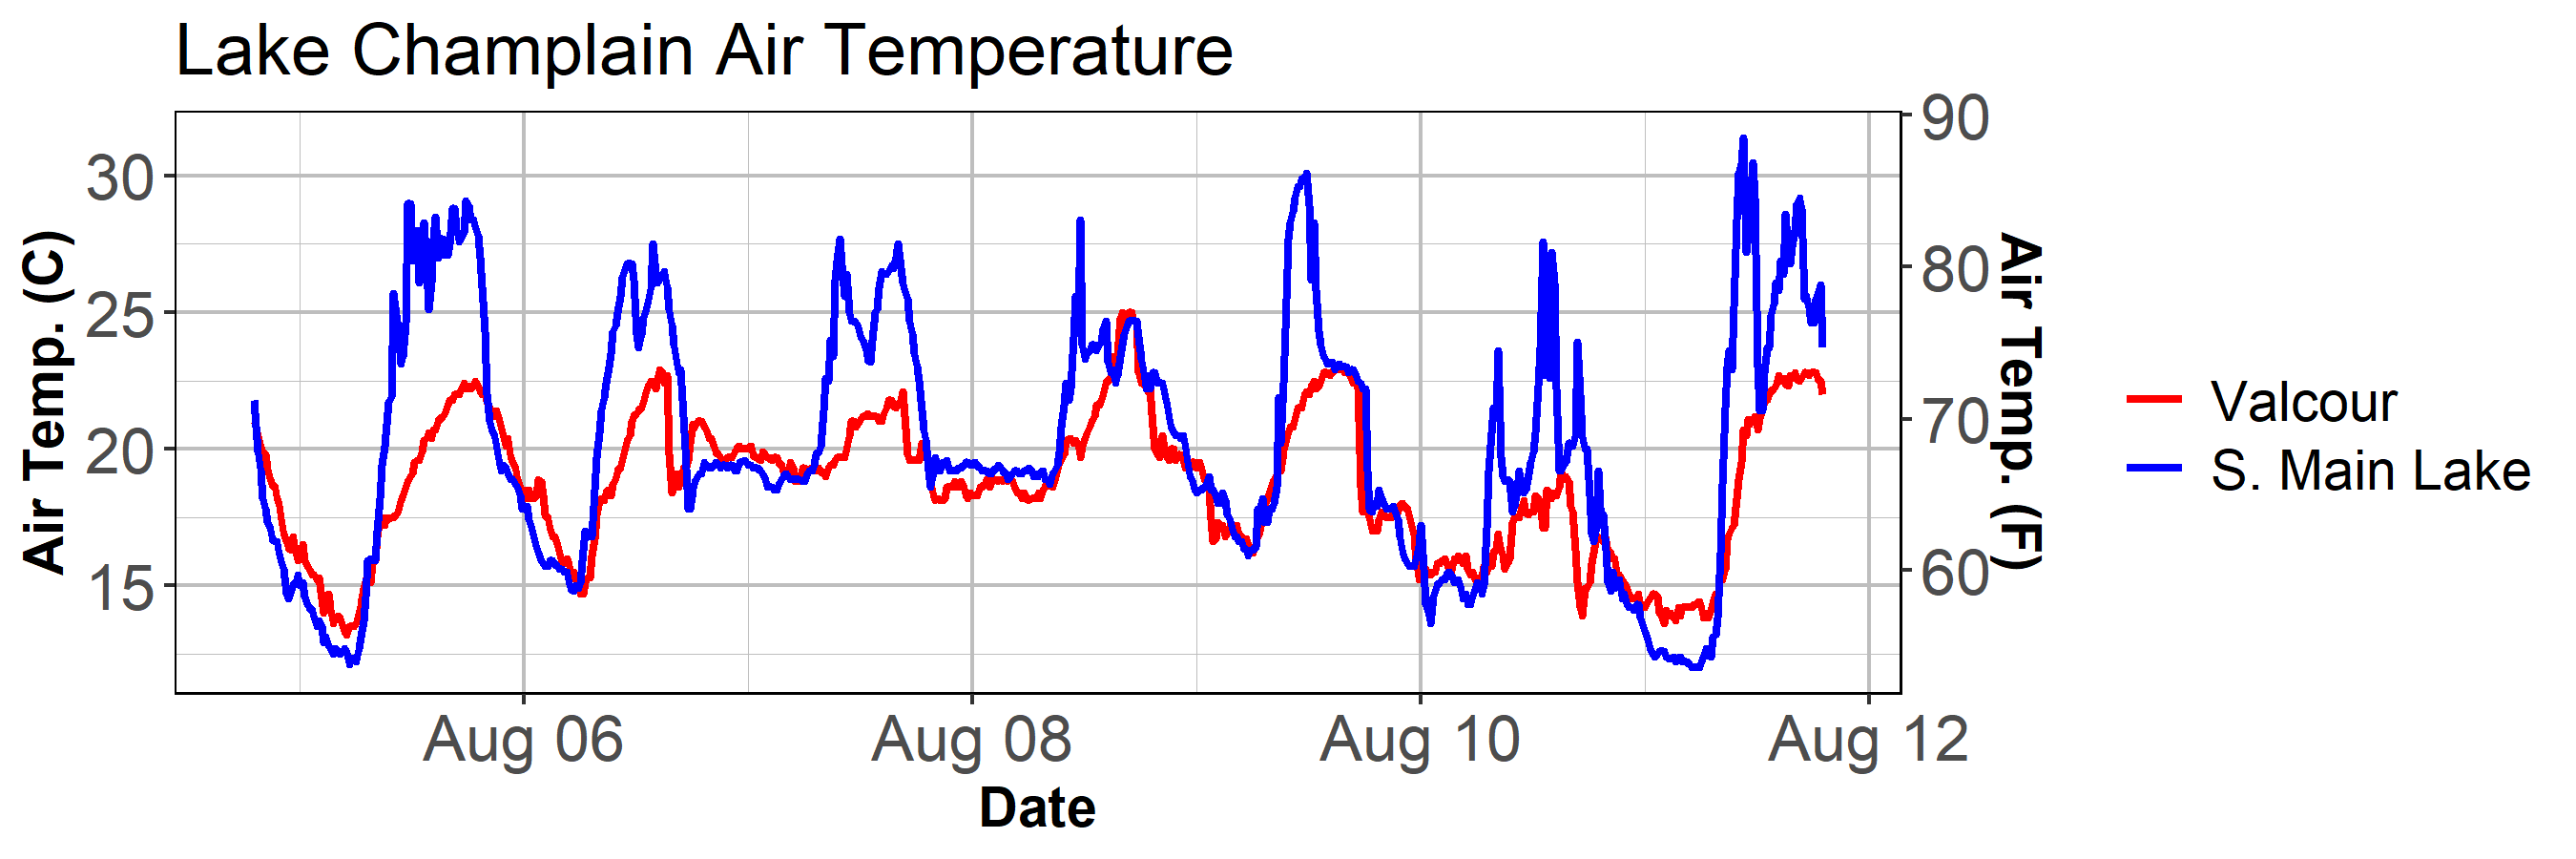 Lake Champlain Air Temperature
Air Temp. (C)
30
25
20
15
90
80
70
60
Air Temp. (F)
Aug 06
Aug 08
Aug 10
Aug 12
Date
Valcour
S. Main Lake